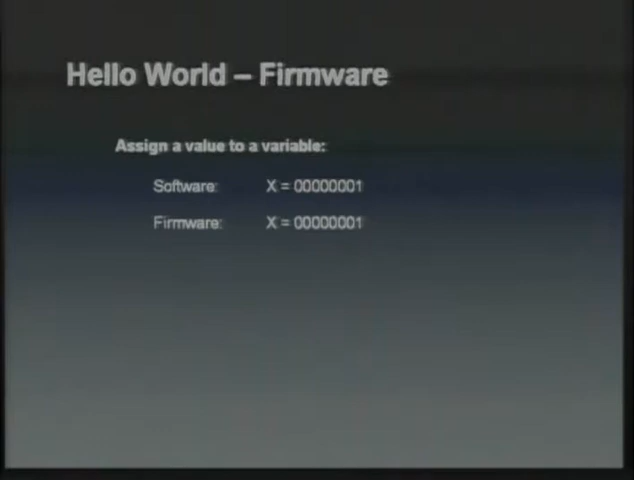 Hello World – Firmware
Assign a value to a variable:
Software: X = 00000001
Firmware: X = 00000001